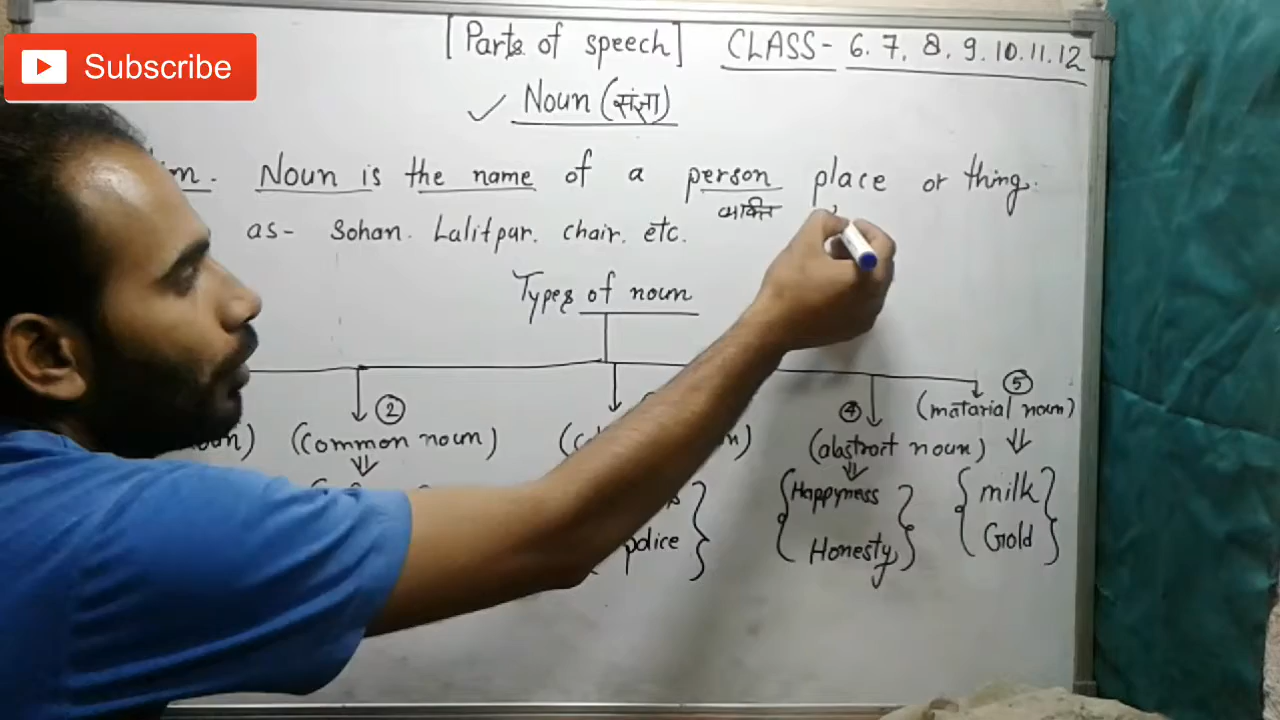 Subscribe
[Parts of speech] CLASS- 6. 7. 8. 9. 10. 11. 12
Noun (संज्ञा)
Noun is the name of a person place or thing.
व्यक्ति
as- Sohan. Lalitpur. chair. etc.
Types of noun
② ④ ⑤
(common noun) (abstract noun) (matarial noun)
Happyness milk
police Honesty Gold